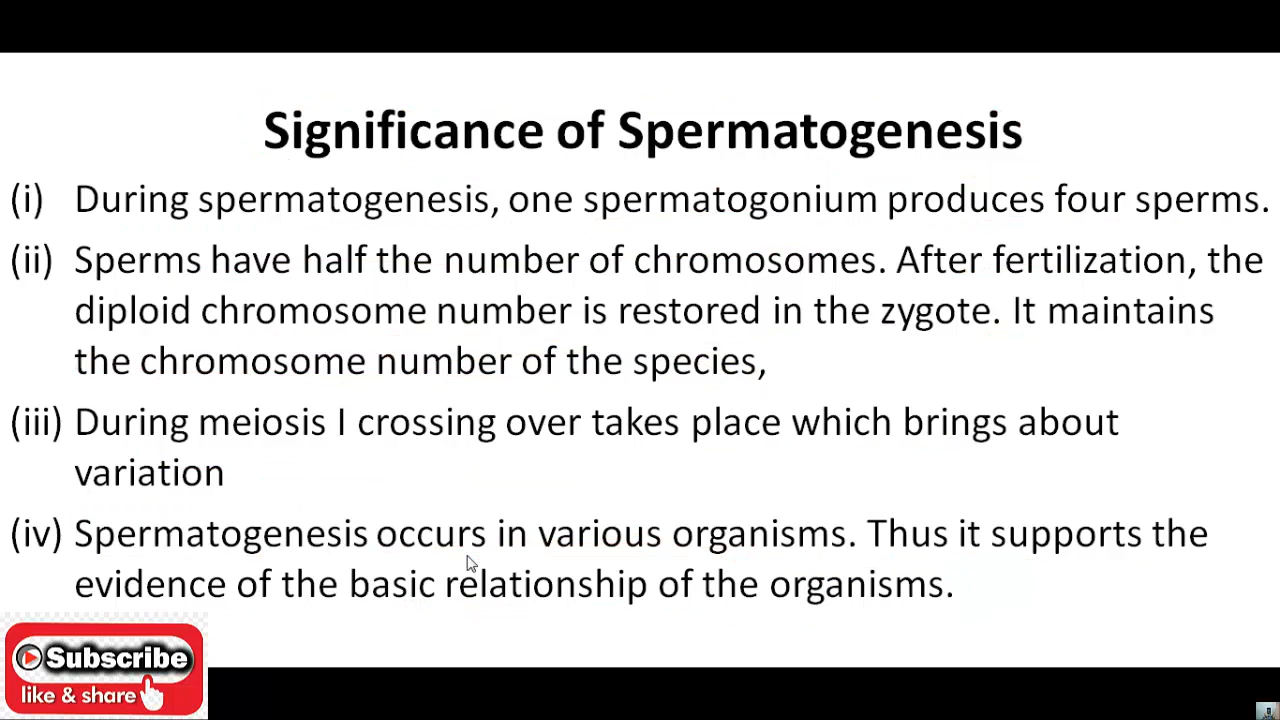 Significance of Spermatogenesis
(i) During spermatogenesis, one spermatogonium produces four sperms.
(ii) Sperms have half the number of chromosomes. After fertilization, the
diploid chromosome number is restored in the zygote. It maintains
the chromosome number of the species,
(iii) During meiosis I crossing over takes place which brings about
variation
(iv) Spermatogenesis occurs in various organisms. Thus it supports the
evidence of the basic relationship of the organisms.
Subscribe
like & share